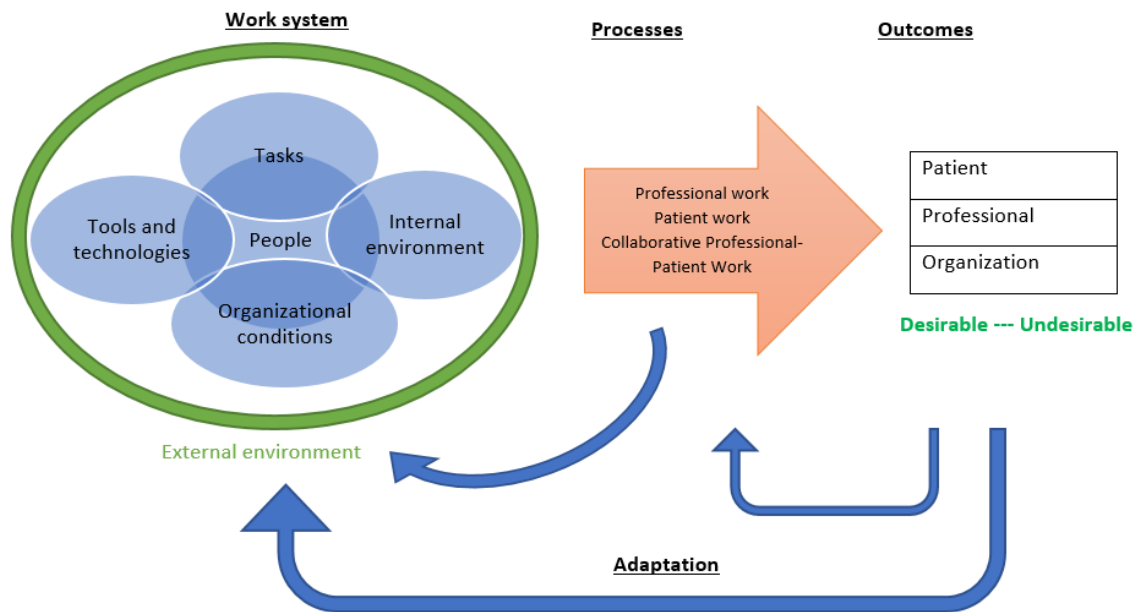 Work system
Processes
Outcomes
Tasks
Tools and
technologies
People
Internal
environment
Organizational
conditions
External environment
Professional work
Patient work
Collaborative Professional-
Patient Work
Patient
Professional
Organization
Desirable --- Undesirable
Adaptation